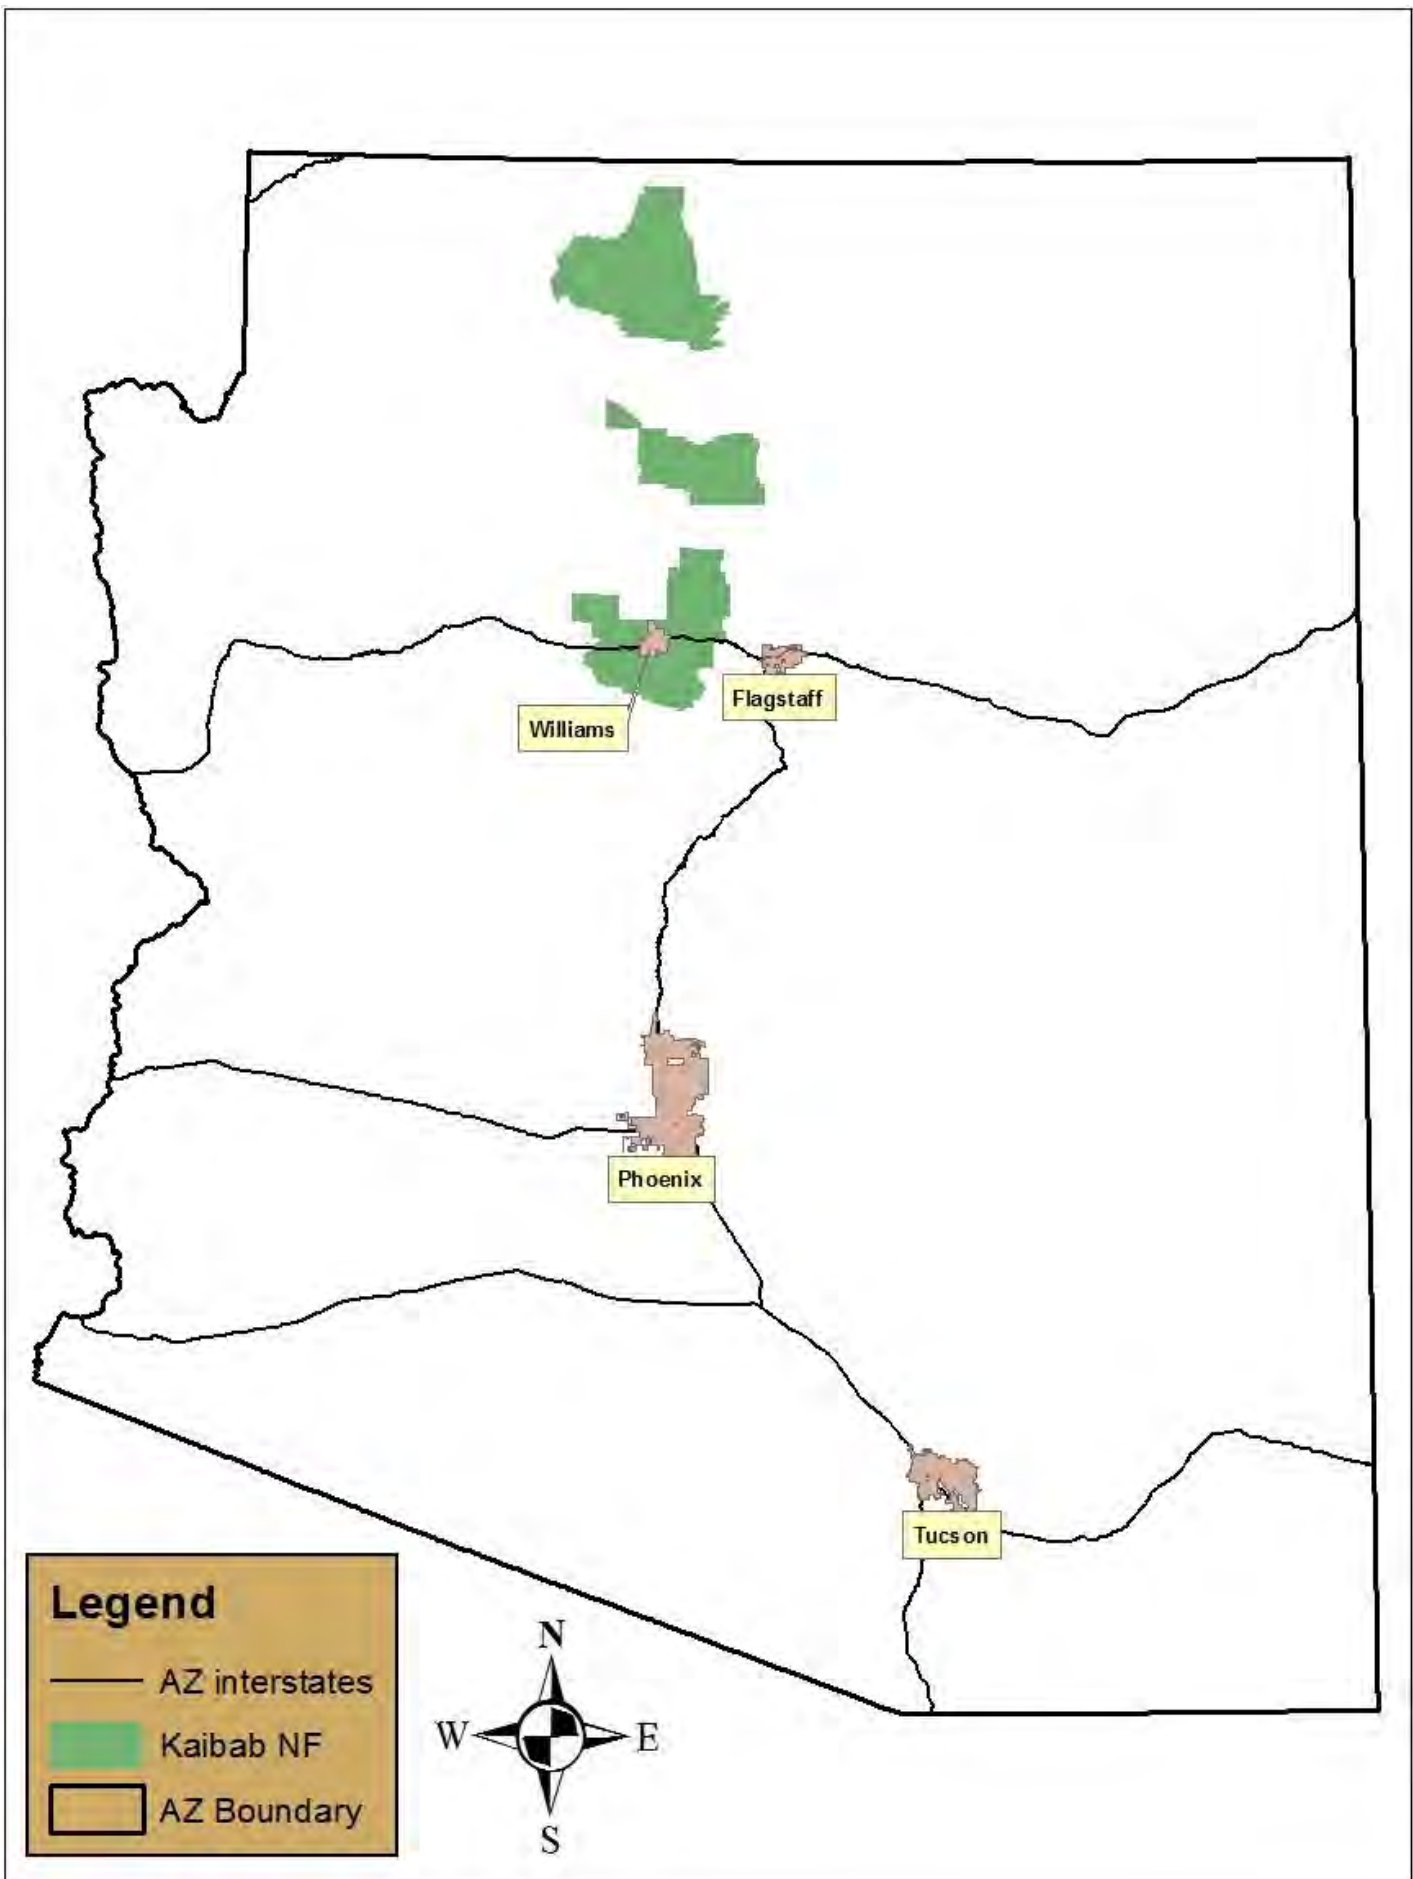 Flagstaff
Williams
Phoenix
Tucson
Legend
AZ interstates
Kaibab NF
AZ Boundary
N
W E
S